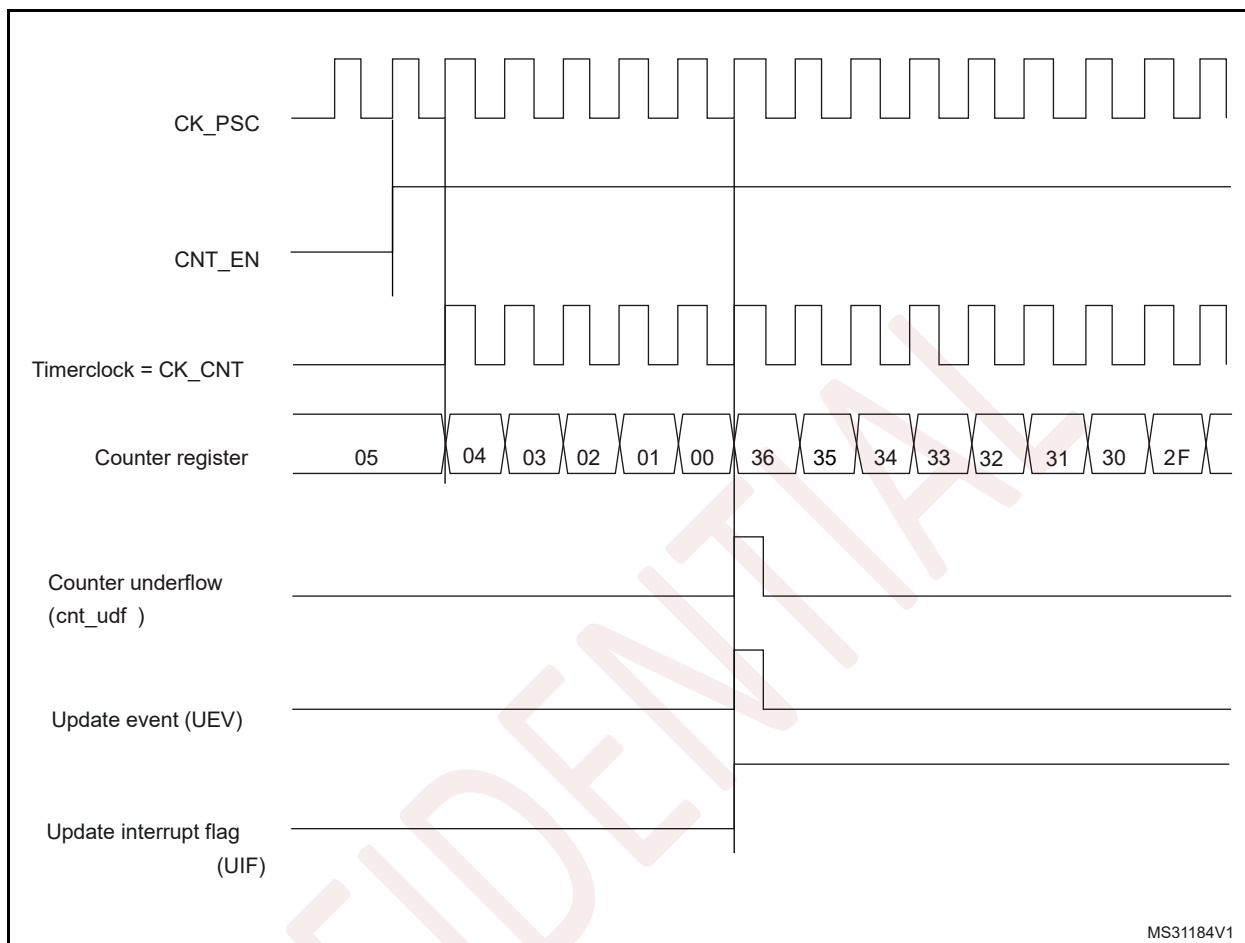 CK_PSC
CNT_EN
Timerclock = CK_CNT
Counter register 05 04 03 02 01 00 36 35 34 33 32 31 30 2F
Counter underflow
(cnt_udf )
Update event (UEV)
Update interrupt flag
(UIF)
FIDENTIAL
MS31184V1